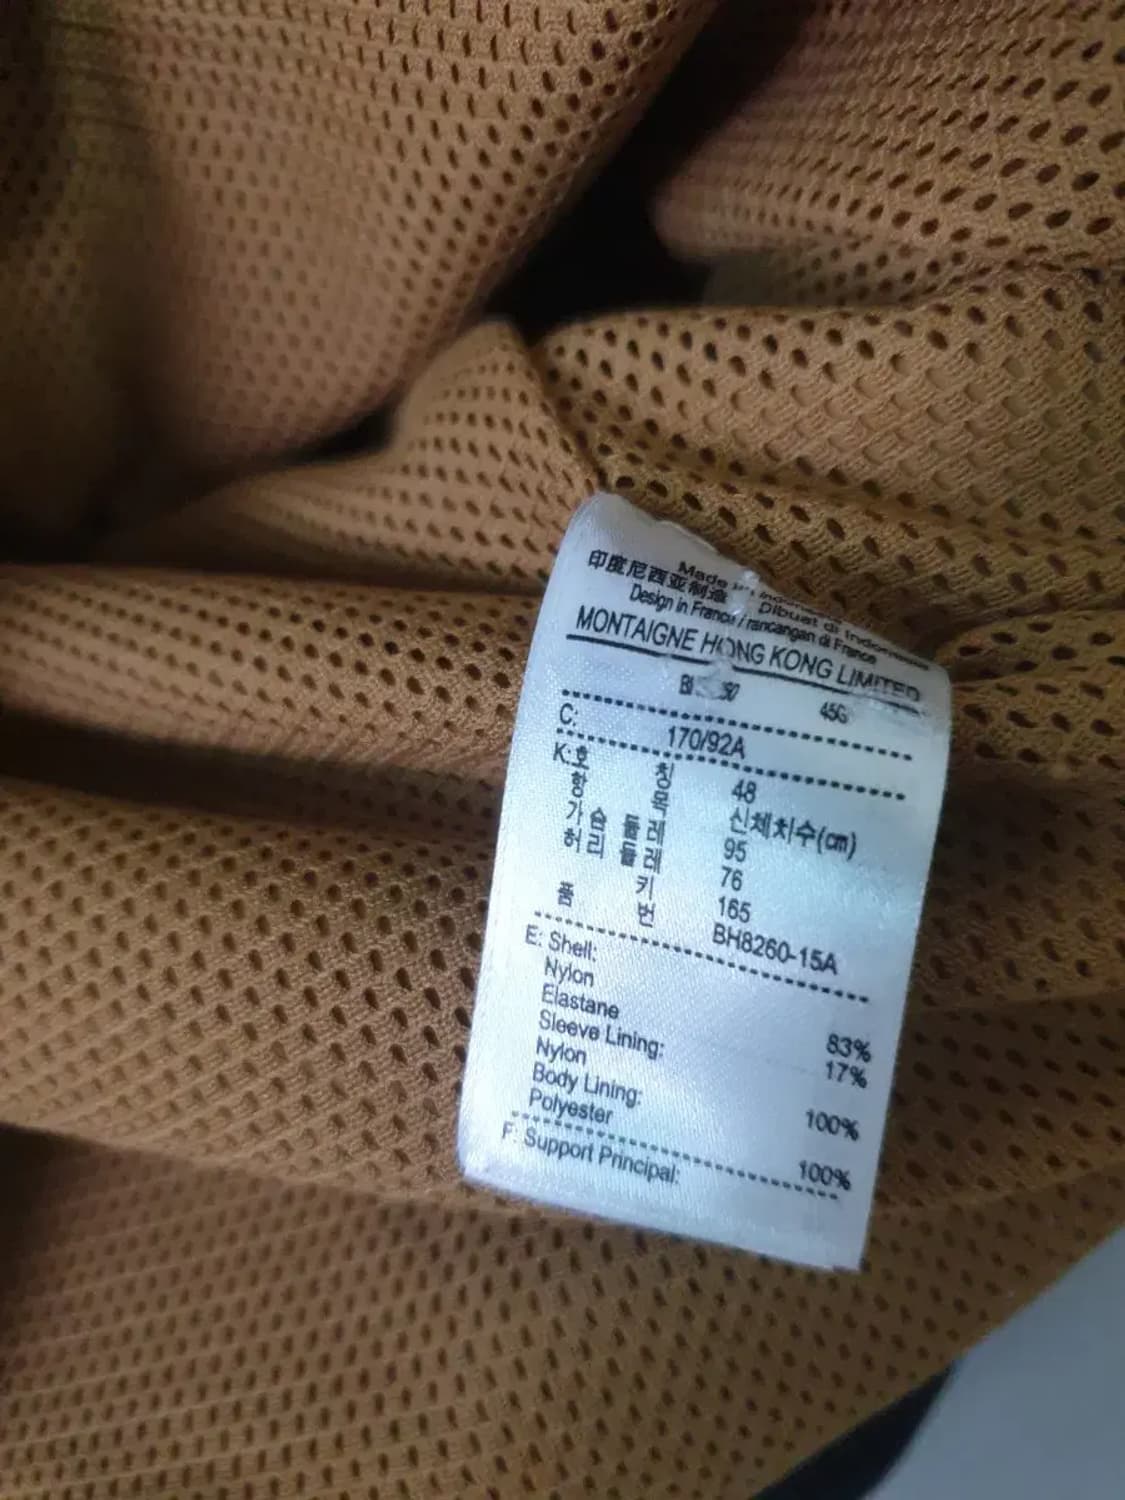 印度尼西亚制造
Made in Indonesia
Dibuat di Indonesia
Design in France / rancangan di France
MONTAIGNE HONG KONG LIMITED
45G
C: 170/92A
K:호 칭 48
항 목 신체치수(cm)
가슴 둘레 95
허리 둘레 76
키 165
품 번 BH8260-15A
E: Shell:
Nylon 83%
Elastane 17%
Sleeve Lining:
Nylon 100%
Body Lining:
Polyester 100%
F: Support Principal: